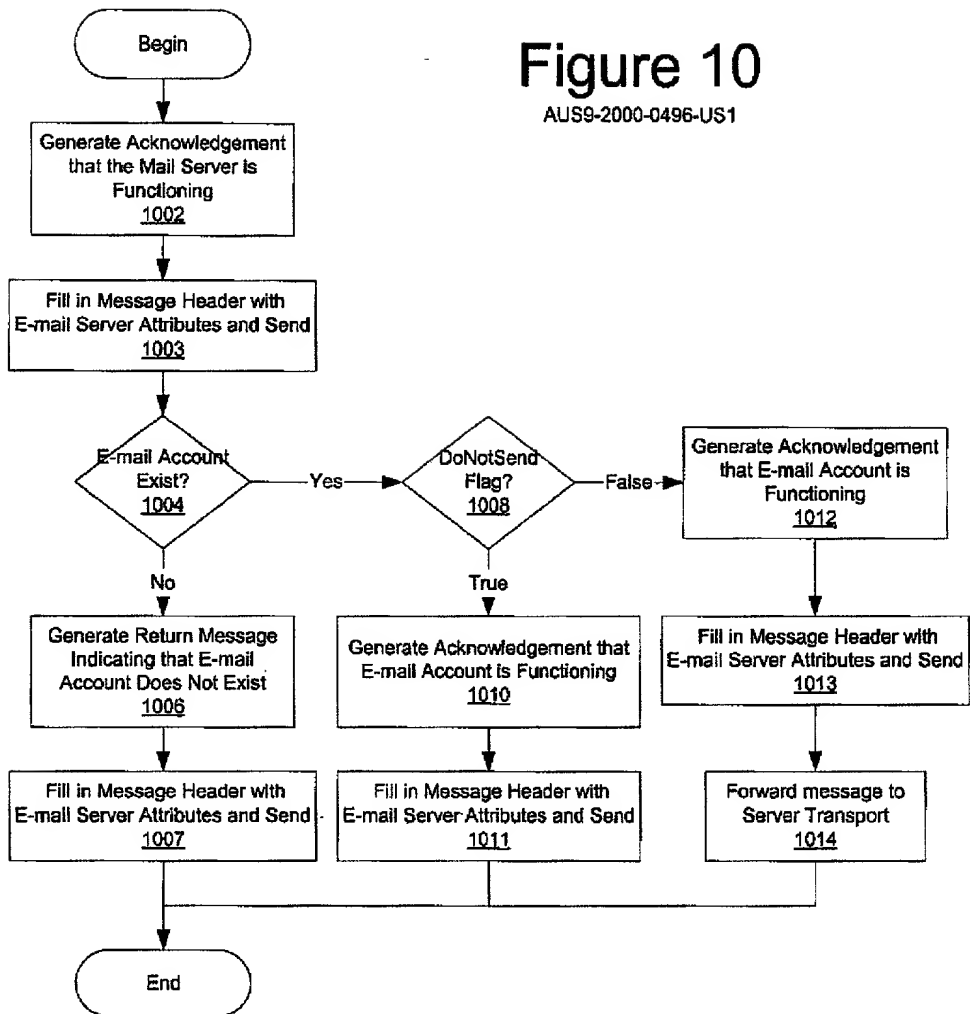 Figure 10
AUS9-2000-0496-US1
Begin
Generate Acknowledgement
that the Mail Server is
Functioning
1002
Fill in Message Header with
E-mail Server Attributes and Send
1003
E-mail Account
Exist?
1004
Yes
DoNotSend
Flag?
1008
False
Generate Acknowledgement
that E-mail Account is
Functioning
1012
No
True
Generate Return Message
Indicating that E-mail
Account Does Not Exist
1006
Generate Acknowledgement that
E-mail Account is Functioning
1010
Fill in Message Header with
E-mail Server Attributes and Send
1013
Fill in Message Header with
E-mail Server Attributes and Send
1007
Fill in Message Header with
E-mail Server Attributes and Send
1011
Forward message to
Server Transport
1014
End